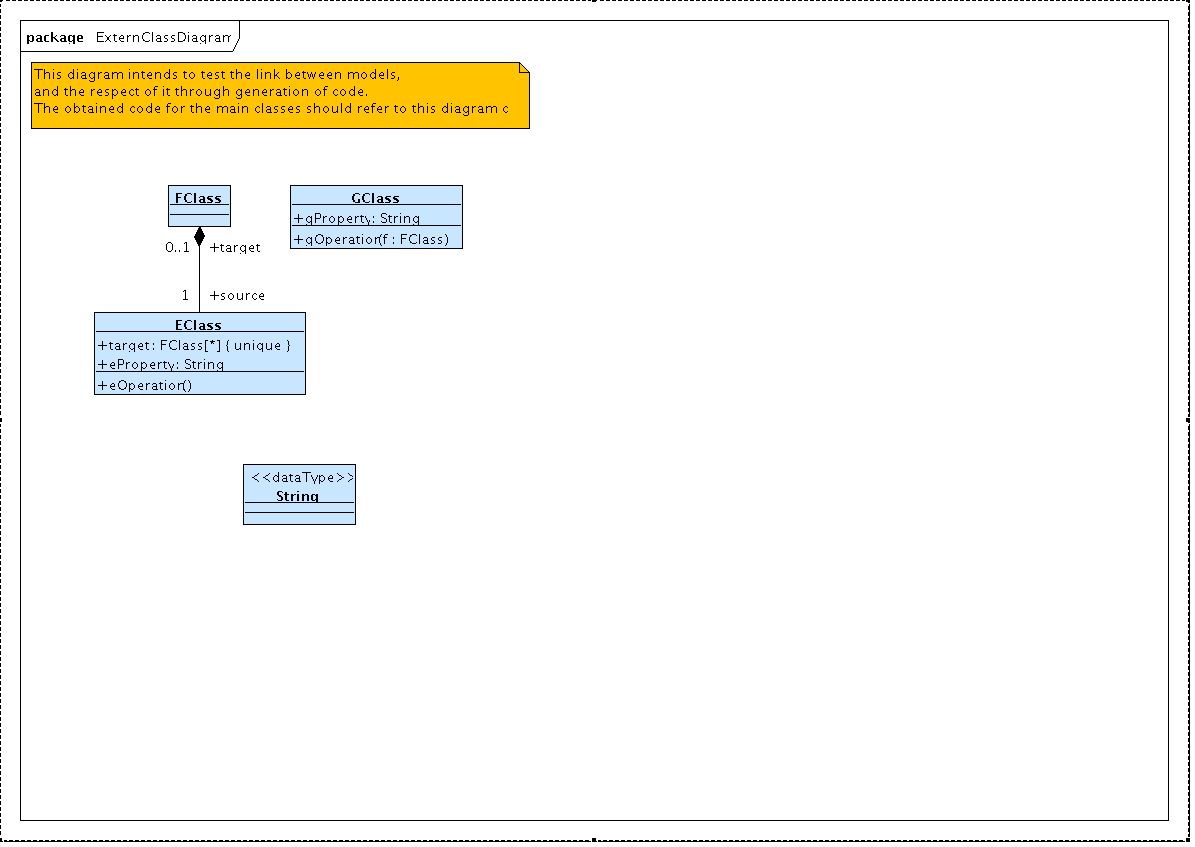 package ExternClassDiagram
This diagram intends to test the link between models,
and the respect of it through generation of code.
The obtained code for the main classes should refer to this diagram c
FClass
GClass
+gProperty: String
+gOperation(f : FClass)
0..1 +target
1 +source
EClass
+target: FClass[*] { unique }
+eProperty: String
+eOperation()
<<dataType>>
String